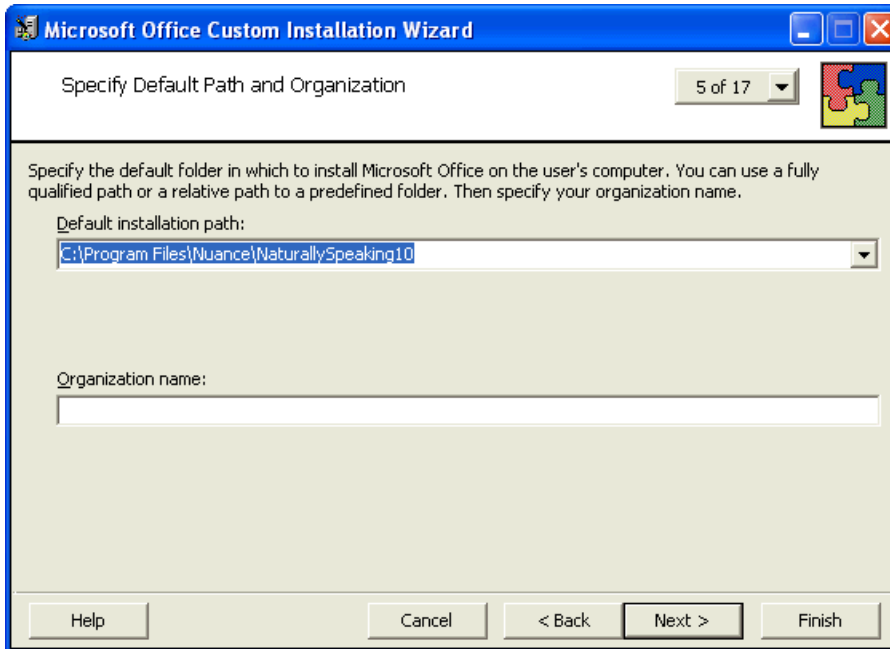 Microsoft Office Custom Installation Wizard
Specify Default Path and Organization
5 of 17
Specify the default folder in which to install Microsoft Office on the user's computer. You can use a fully
qualified path or a relative path to a predefined folder. Then specify your organization name.
Default installation path:
C:\Program Files\Nuance\NaturallySpeaking10
Organization name:
Help
Cancel
< Back
Next >
Finish